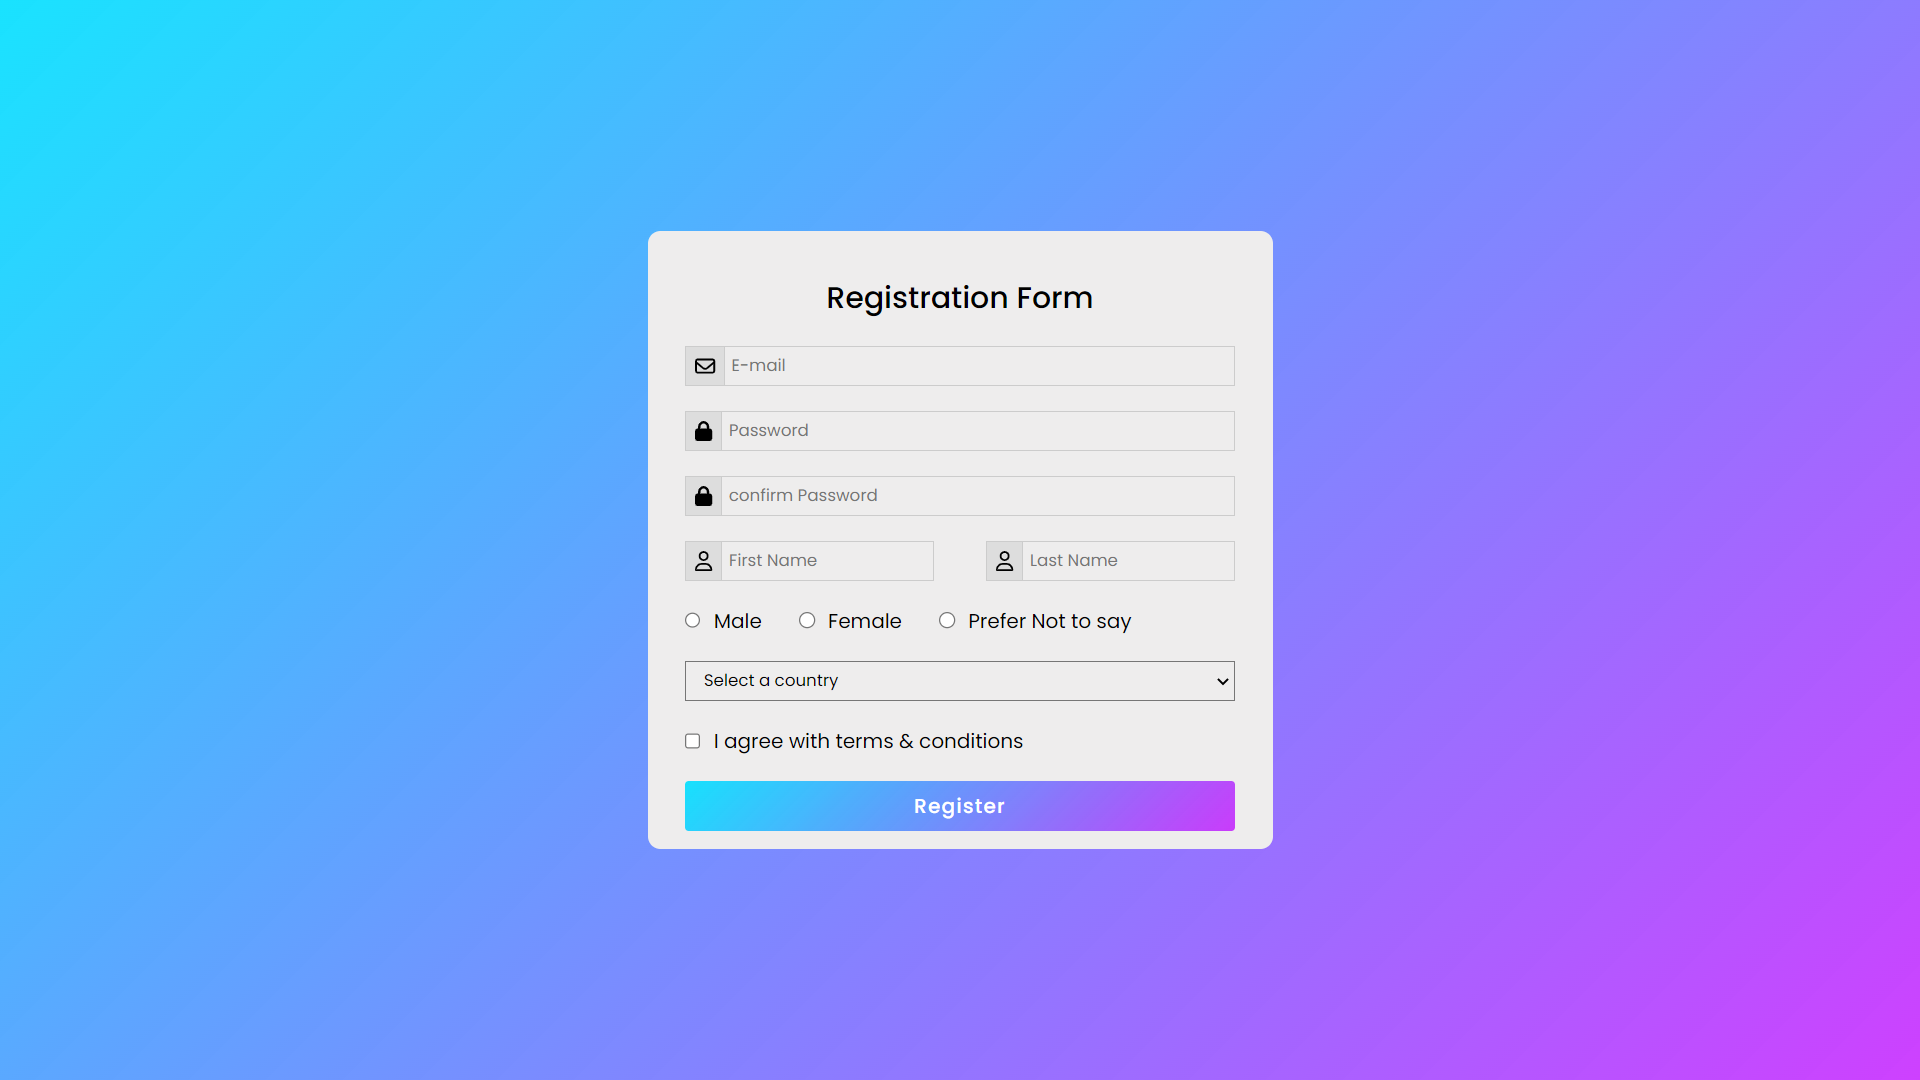 Registration Form
E-mail
Password
confirm Password
First Name Last Name
Male Female Prefer Not to say
Select a country
I agree with terms & conditions
Register